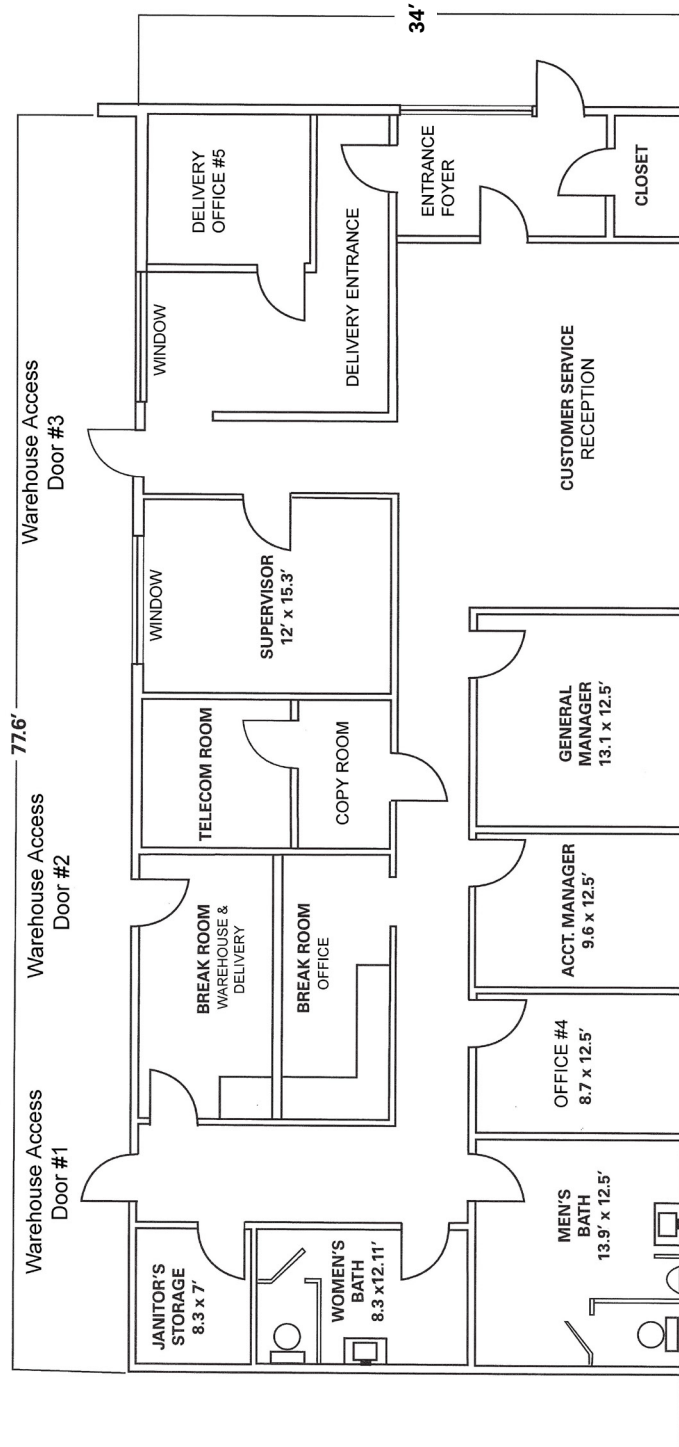 34′
77.6′
Warehouse Access
Door #1
Warehouse Access
Door #2
Warehouse Access
Door #3
JANITOR'S
STORAGE
8.3 x 7′
WOMEN'S
BATH
8.3 x12.11′
MEN'S
BATH
13.9′ x 12.5′
BREAK ROOM
WAREHOUSE &
DELIVERY
BREAK ROOM
OFFICE
OFFICE #4
8.7 x 12.5′
ACCT. MANAGER
9.6 x 12.5′
TELECOM ROOM
COPY ROOM
GENERAL
MANAGER
13.1 x 12.5′
WINDOW
SUPERVISOR
12′ x 15.3′
WINDOW
DELIVERY ENTRANCE
CUSTOMER SERVICE
RECEPTION
DELIVERY
OFFICE #5
ENTRANCE
FOYER
CLOSET